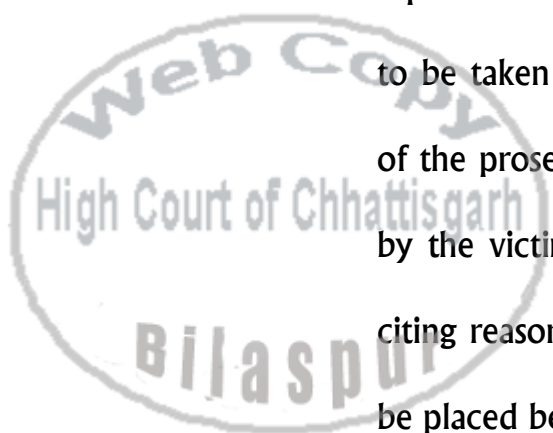 Web Copy
to be taken
of the prose
High Court of Chhattisgarh
by the victi
citing reason
Bilaspur
be placed be